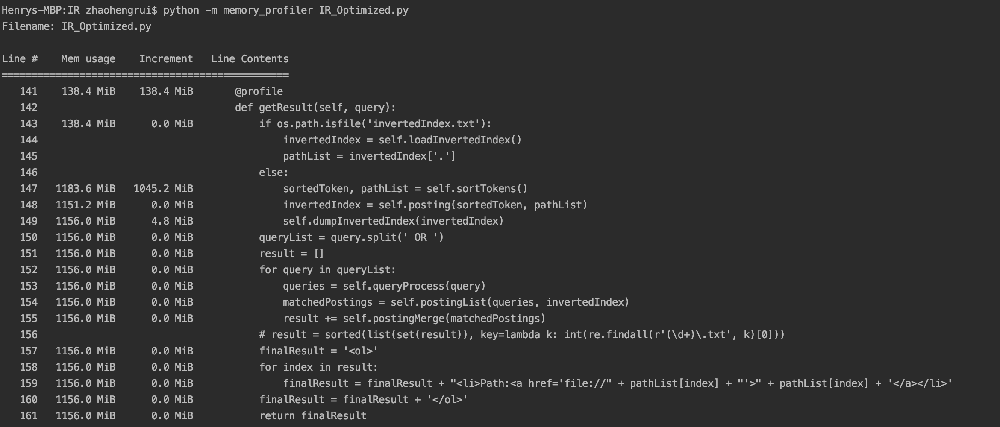 Henrys-MBP:IR zhaohengrui$ python -m memory_profiler IR_Optimized.py
Filename: IR_Optimized.py

Line #    Mem usage    Increment   Line Contents
================================================
   141    138.4 MiB    138.4 MiB       @profile
   142                                 def getResult(self, query):
   143    138.4 MiB      0.0 MiB           if os.path.isfile('invertedIndex.txt'):
   144                                         invertedIndex = self.loadInvertedIndex()
   145                                         pathList = invertedIndex['.']
   146                                     else:
   147   1183.6 MiB   1045.2 MiB               sortedToken, pathList = self.sortTokens()
   148   1151.2 MiB      0.0 MiB               invertedIndex = self.posting(sortedToken, pathList)
   149   1156.0 MiB      4.8 MiB               self.dumpInvertedIndex(invertedIndex)
   150   1156.0 MiB      0.0 MiB           queryList = query.split(' OR ')
   151   1156.0 MiB      0.0 MiB           result = []
   152   1156.0 MiB      0.0 MiB           for query in queryList:
   153   1156.0 MiB      0.0 MiB               queries = self.queryProcess(query)
   154   1156.0 MiB      0.0 MiB               matchedPostings = self.postingList(queries, invertedIndex)
   155   1156.0 MiB      0.0 MiB               result += self.postingMerge(matchedPostings)
   156                                     # result = sorted(list(set(result)), key=lambda k: int(re.findall(r'(\d+)\.txt', k)[0]))
   157   1156.0 MiB      0.0 MiB           finalResult = '<ol>'
   158   1156.0 MiB      0.0 MiB           for index in result:
   159   1156.0 MiB      0.0 MiB               finalResult = finalResult + "<li>Path:<a href='file://" + pathList[index] + "'>" + pathList[index] + '</a></li>'
   160   1156.0 MiB      0.0 MiB           finalResult = finalResult + '</ol>'
   161   1156.0 MiB      0.0 MiB           return finalResult